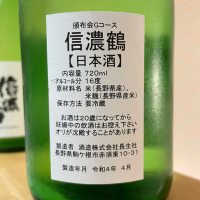 頒布会Gコース
信濃鶴
【日本酒】
内容量 720ml
アルコール分 16度
原材料名 米(長野県産)、
米麹(長野県産米)
保存方法 要冷蔵
お酒は20歳になってから
妊娠中の飲酒はお控え下さい
オリが沈殿することがあります
製造者 酒造株式会社長生社
長野県駒ケ根市赤須東10-31
製造年月 令和4年 4月